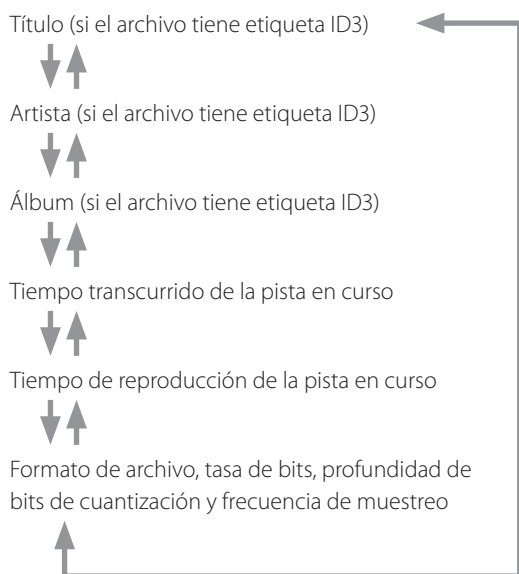 Título (si el archivo tiene etiqueta ID3)
Artista (si el archivo tiene etiqueta ID3)
Álbum (si el archivo tiene etiqueta ID3)
Tiempo transcurrido de la pista en curso
Tiempo de reproducción de la pista en curso
Formato de archivo, tasa de bits, profundidad de
bits de cuantización y frecuencia de muestreo